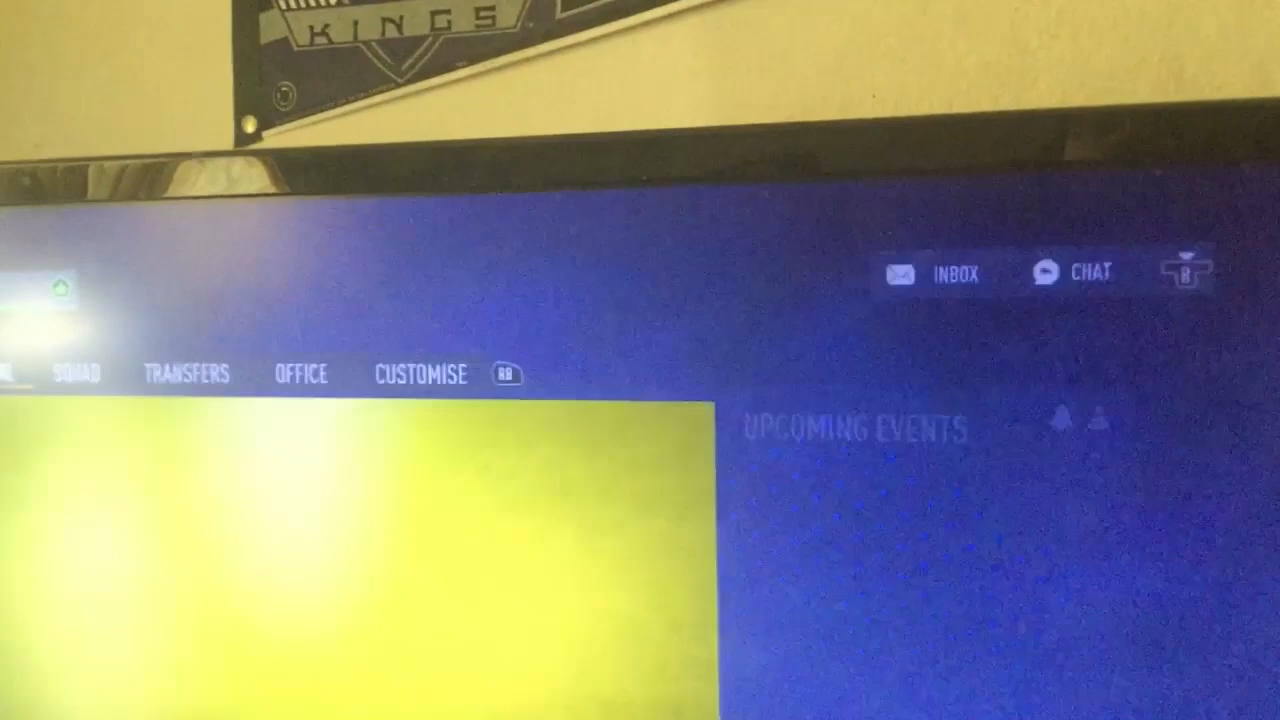 KINGS
INBOX CHAT R
SQUAD TRANSFERS OFFICE CUSTOMISE RB
UPCOMING EVENTS